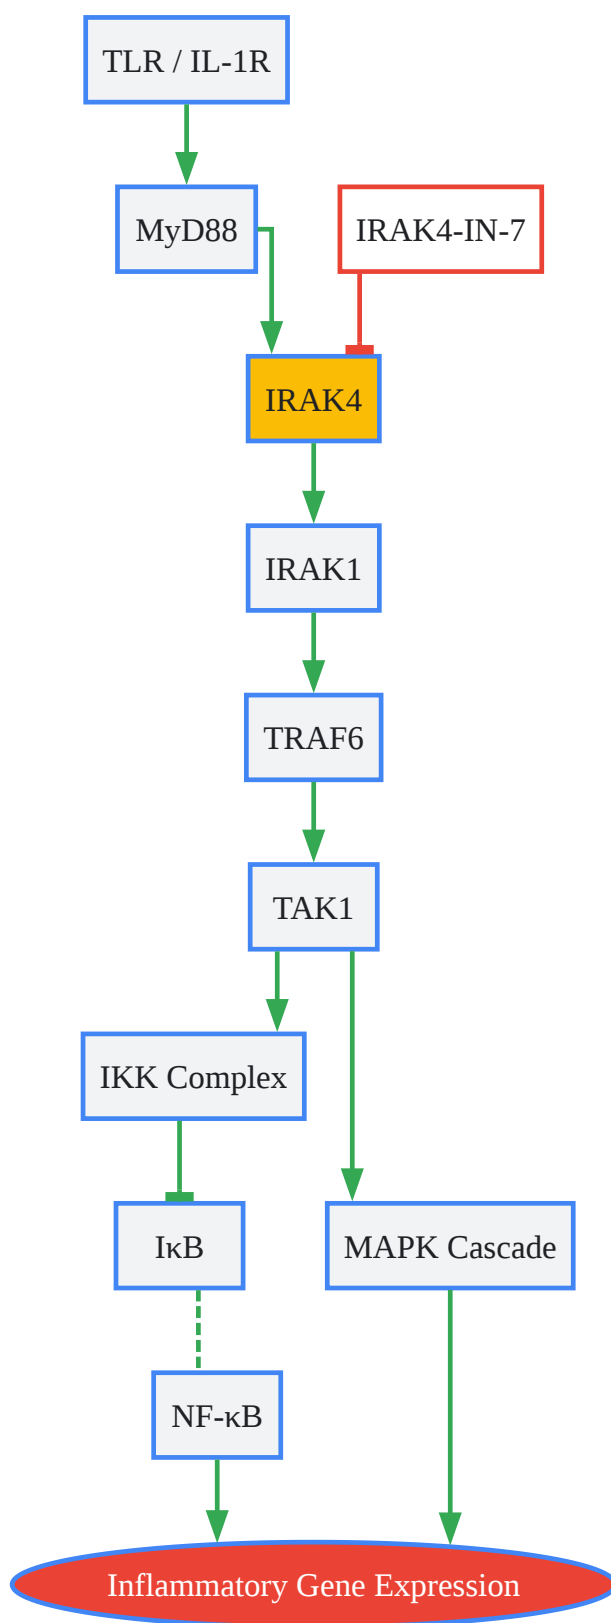 TLR / IL-1R
MyD88
IRAK4-IN-7
IRAK4
IRAK1
TRAF6
TAK1
IKK Complex
IκB
MAPK Cascade
NF-κB
Inflammatory Gene Expression